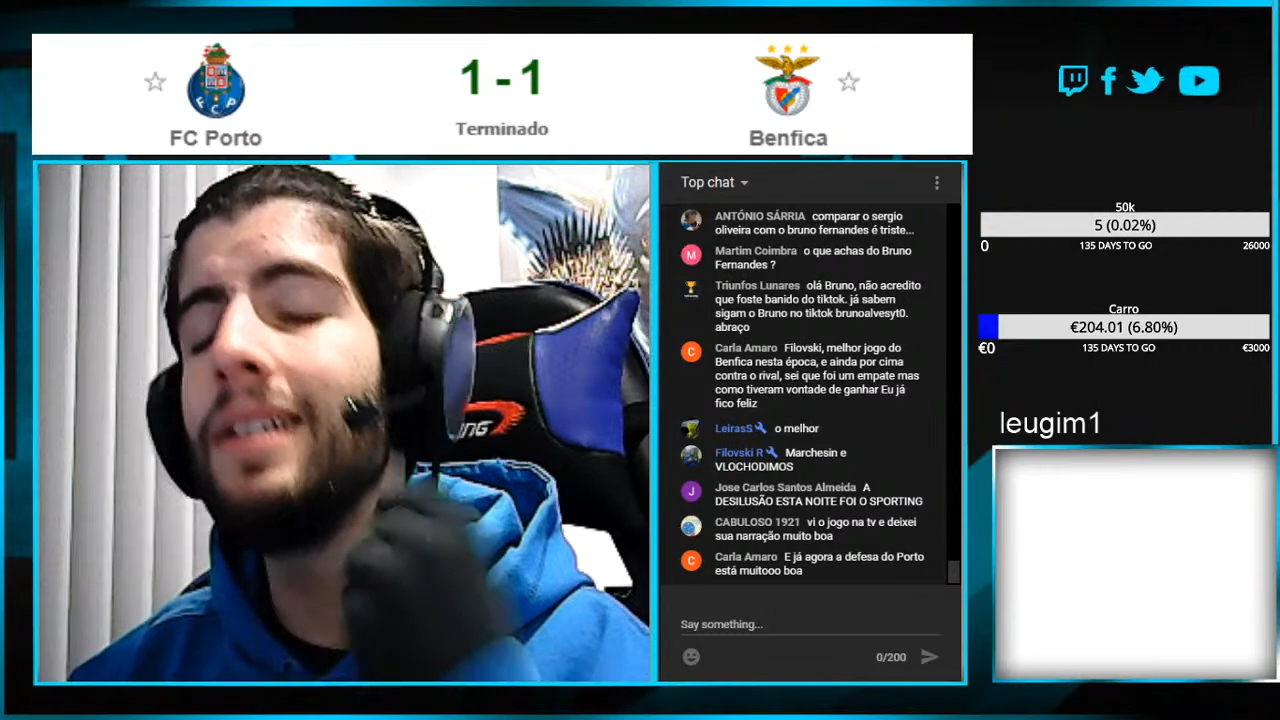 1 - 1
Terminado
FC Porto
Benfica
FCP
Top chat
ANTÓNIO SÁRRIA comparar o sergio
oliveira com o bruno fernandes é triste...
Martim Coimbra o que achas do Bruno
Fernandes ?
Triunfos Lunares olá Bruno, não acredito
que foste banido do tiktok. já sabem
sigam o Bruno no tiktok brunoalvesyt0.
abraço
Carla Amaro Filovski, melhor jogo do
Benfica nesta época, e ainda por cima
contra o rival, sei que foi um empate mas
como tiveram vontade de ganhar Eu já
fico feliz
LeirasS o melhor
Filovski R Marchesin e
VLOCHODIMOS
Jose Carlos Santos Almeida A
DESILUSÃO ESTA NOITE FOI O SPORTING
CABULOSO 1921 vi o jogo na tv e deixei
sua narração muito boa
Carla Amaro E já agora a defesa do Porto
está muitooo boa
Say something...
0/200
50k
5 (0.02%)
0 135 DAYS TO GO 26000
Carro
€204.01 (6.80%)
€0 135 DAYS TO GO €3000
leugim1
M
C
J
C
ING